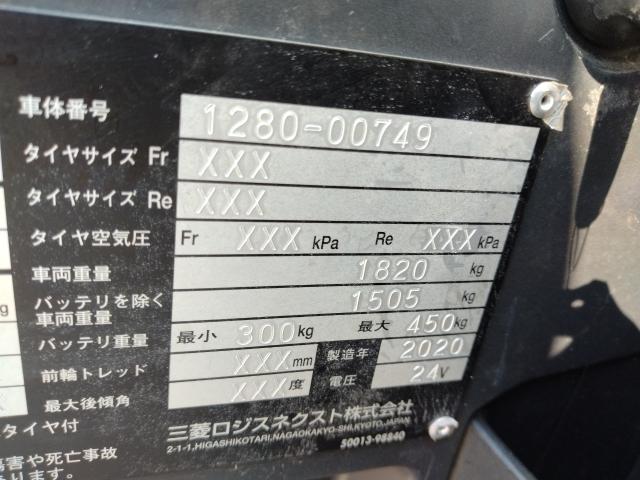 車体番号 1280-00749
タイヤサイズ Fr XXX
タイヤサイズ Re XXX
タイヤ空気圧 Fr XXX kPa Re XXX kPa
車両重量 1820 kg
バッテリを除く車両重量 1505 kg
バッテリ重量 最小 300 kg 最大 450 kg
前輪トレッド XXX mm 製造年 2020
最大後傾角 XXX 度 電圧 24V
三菱ロジスネクスト株式会社
2-1-1,HIGASHIKOTARI,NAGAOKAKYO-SHI,KYOTO,JAPAN
50013-98840
タイヤ付
傷害や死亡事故
ります。